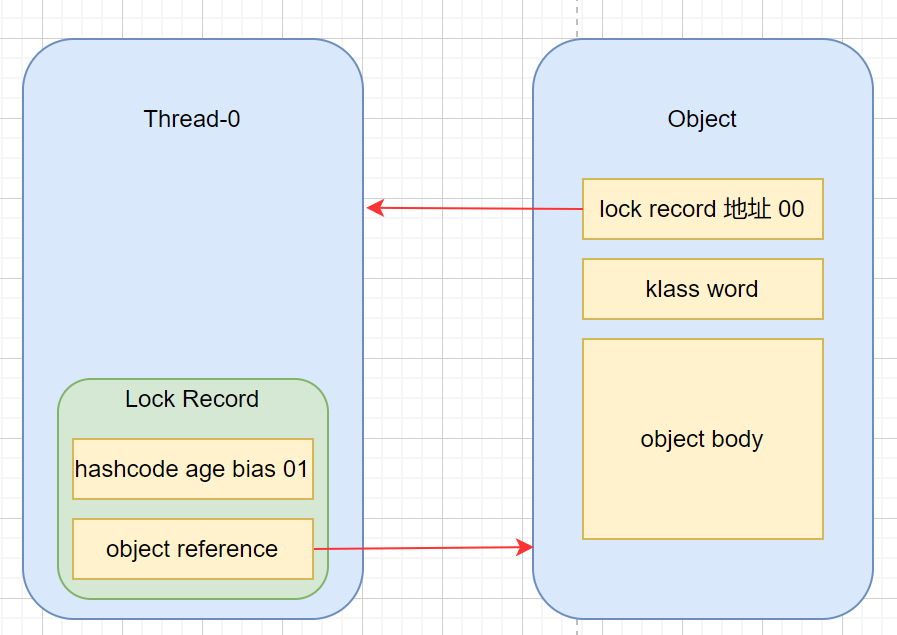 Thread-0
Lock Record
hashcode age bias 01
object reference
Object
lock record 地址 00
klass word
object body